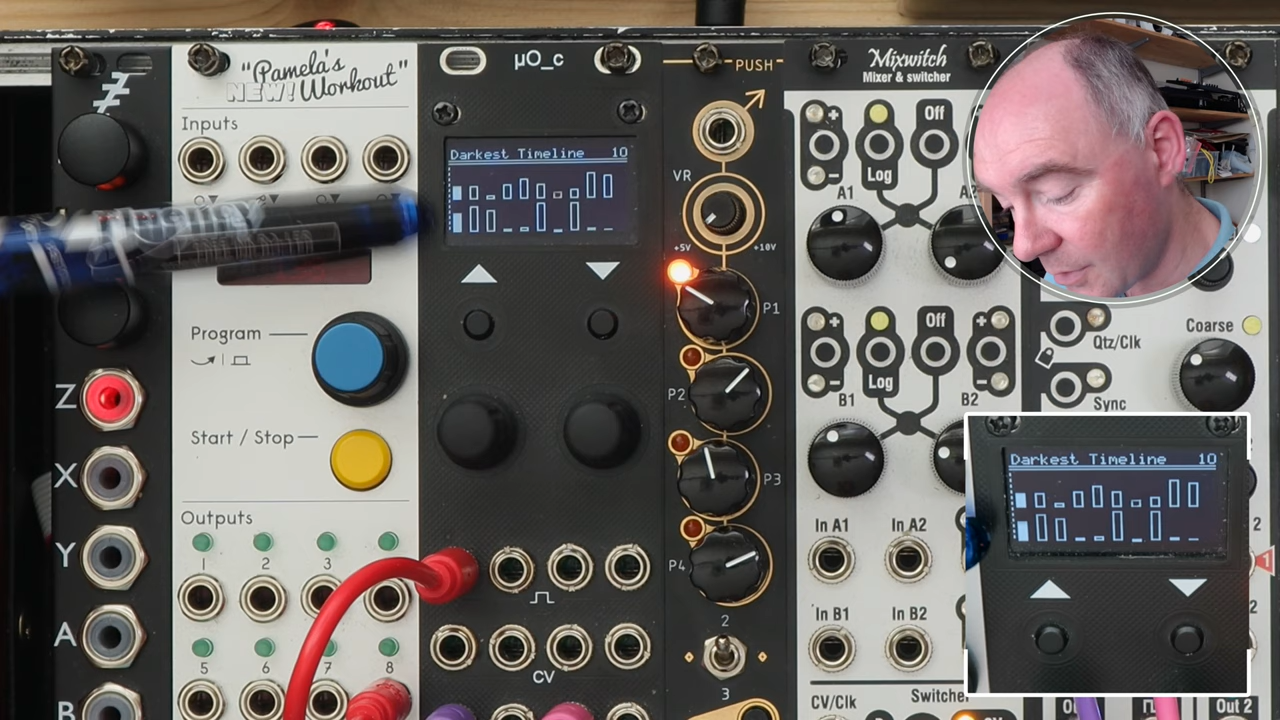 "Pamela's
NEW! Workout"
Inputs
Program
Start / Stop
Outputs
1 2 3
5 6 7 8
Z
X
Y
A
B
µO_c
Darkest Timeline 10
CV
PUSH
VR
+5V +10V
P1
P2
P3
P4
2
3
Mixwitch
Mixer & switcher
+ Off
- Log
A1
+ Off +
- Log -
B1 B2
In A1 In A2
In B1 In B2
CV/Clk
Qtz/Clk
Sync
Coarse
Darkest Timeline 10
2
2
Out 2